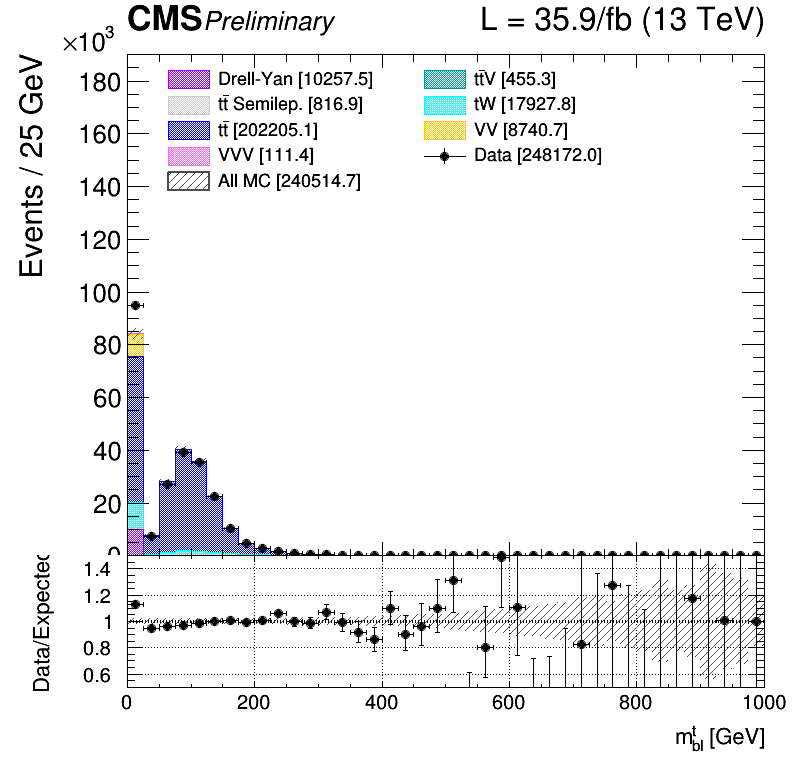 CMS Preliminary L = 35.9/fb (13 TeV)
×10³
Events / 25 GeV
180
160
140
120
100
80
60
40
20
0
Drell-Yan [10257.5]
tt̄ Semilep. [816.9]
tt̄ [202205.1]
VVV [111.4]
All MC [240514.7]
tt̄V [455.3]
tW [17927.8]
VV [8740.7]
Data [248172.0]
Data/Expected
1.4
1.2
1
0.8
0.6
0 200 400 600 800 1000
m^t_bl [GeV]